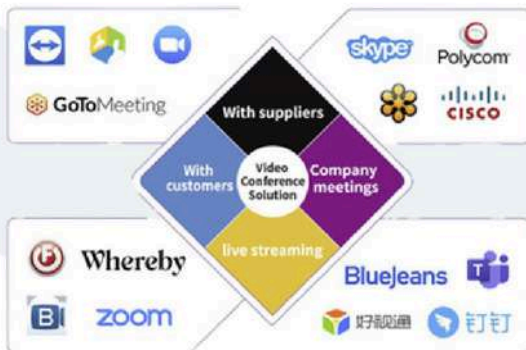 skype
Polycom
GoToMeeting
CISCO
With suppliers
With
customers
Video
Conference
Solution
Company
meetings
live streaming
F
Whereby
BlueJeans
T
B
zoom
好视通
钉钉